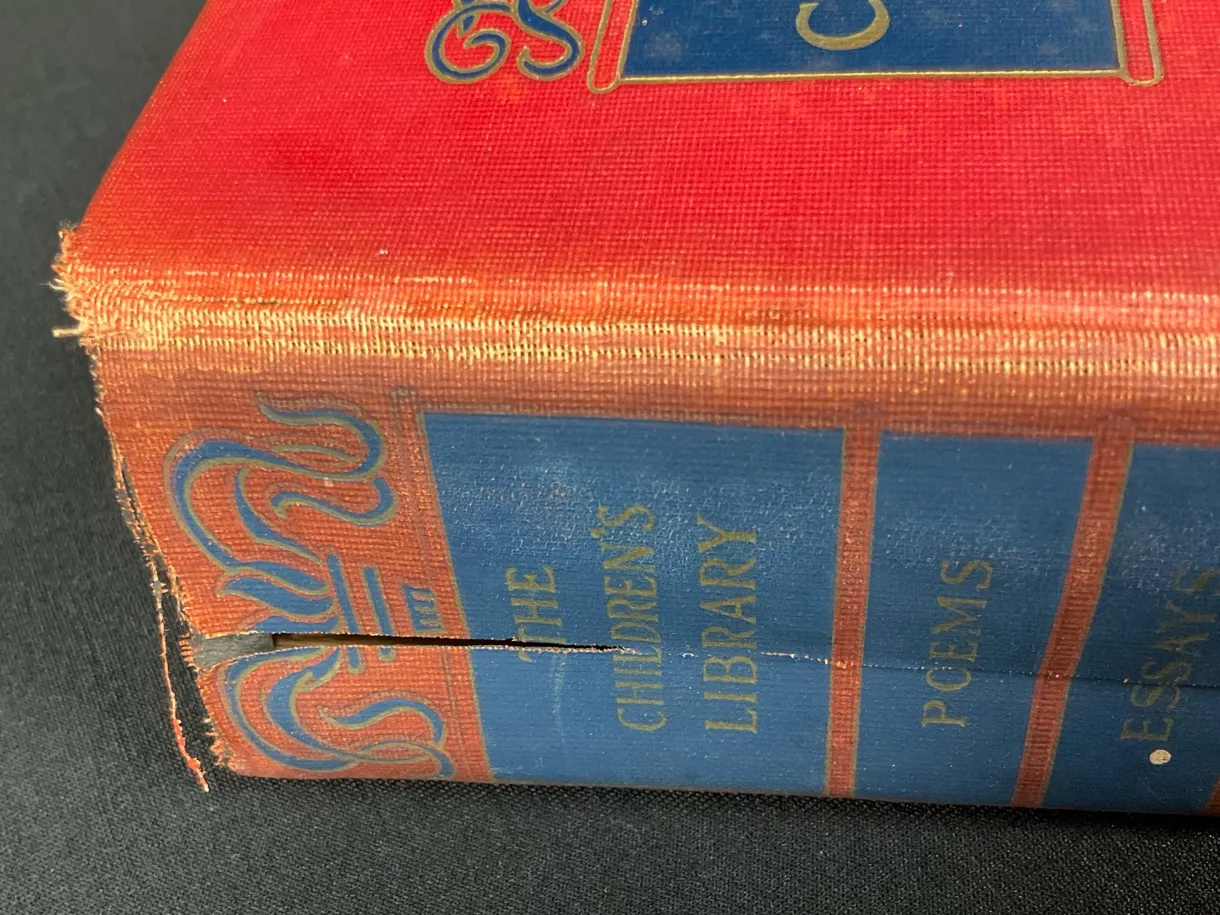 C
THE
CHILDREN'S
LIBRARY
POEMS
ESSAYS